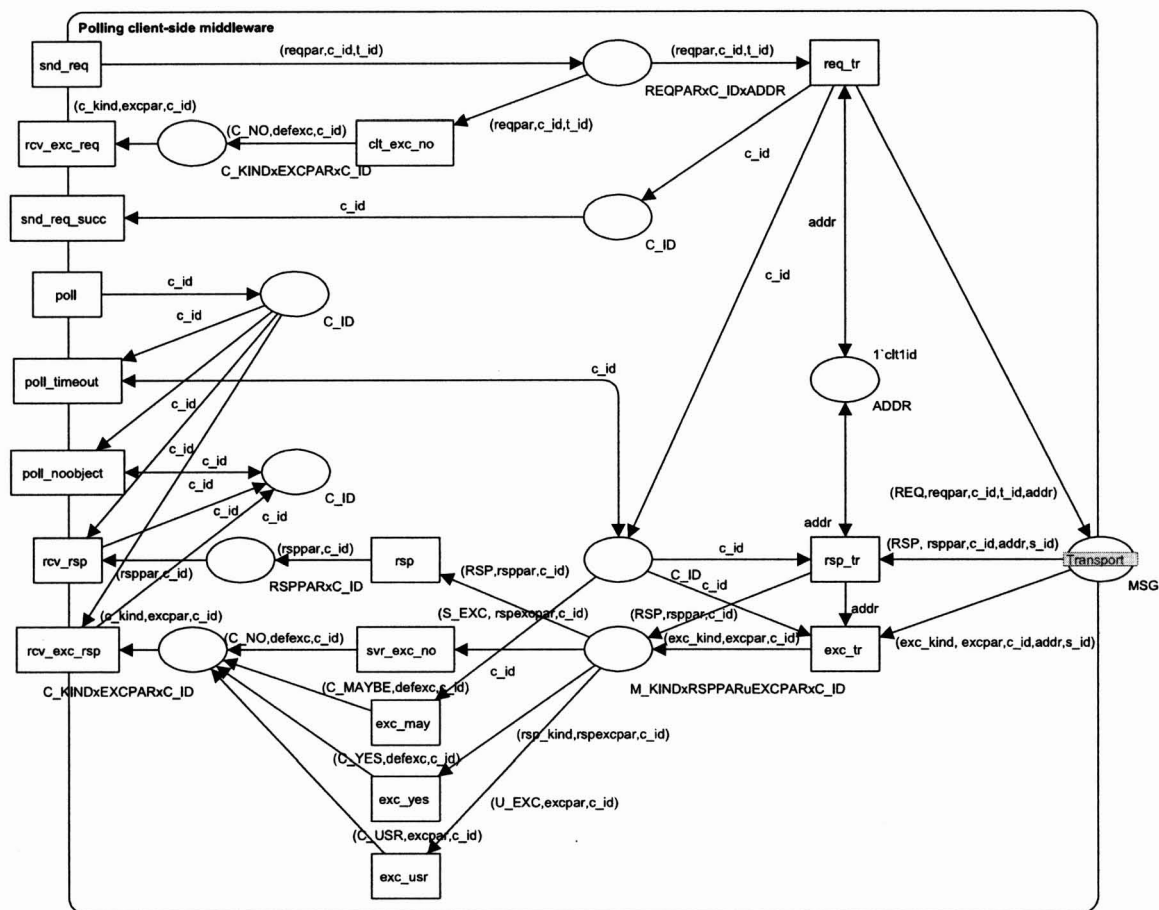 Polling client-side middleware
snd_req
(reqpar,c_id,t_id)
(reqpar,c_id,t_id)
req_tr
REQPARxC_IDxADDR
(c_kind,excpar,c_id)
(reqpar,c_id,t_id)
rcv_exc_req
(C_NO,defexc,c_id)
clt_exc_no
C_KINDxEXCPARxC_ID
c_id
snd_req_succ
c_id
C_ID
addr
c_id
poll
c_id
C_ID
c_id
poll_timeout
c_id
1`clt1id
ADDR
c_id
c_id
poll_noobject
c_id
c_id
c_id
C_ID
c_id
c_id
(REQ,reqpar,c_id,t_id,addr)
addr
rcv_rsp
(rsppar,c_id)
rsp
c_id
rsp_tr
(RSP, rsppar,c_id,addr,s_id)
Transport
MSG
(rsppar,c_id)
RSPPARxC_ID
(RSP,rsppar,c_id)
C_ID
c_id
(c_kind,excpar,c_id)
(S_EXC, rspexcpar,c_id)
(RSP,rsppar,c_id)
addr
rcv_exc_rsp
(C_NO,defexc,c_id)
svr_exc_no
(exc_kind,excpar,c_id)
exc_tr
(exc_kind, excpar,c_id,addr,s_id)
c_id
C_KINDxEXCPARxC_ID
(C_MAYBE,defexc,c_id)
M_KINDxRSPPARuEXCPARxC_ID
exc_may
(rsp_kind,rspexcpar,c_id)
(C_YES,defexc,c_id)
exc_yes
(U_EXC,excpar,c_id)
(C_USR,excpar,c_id)
exc_usr